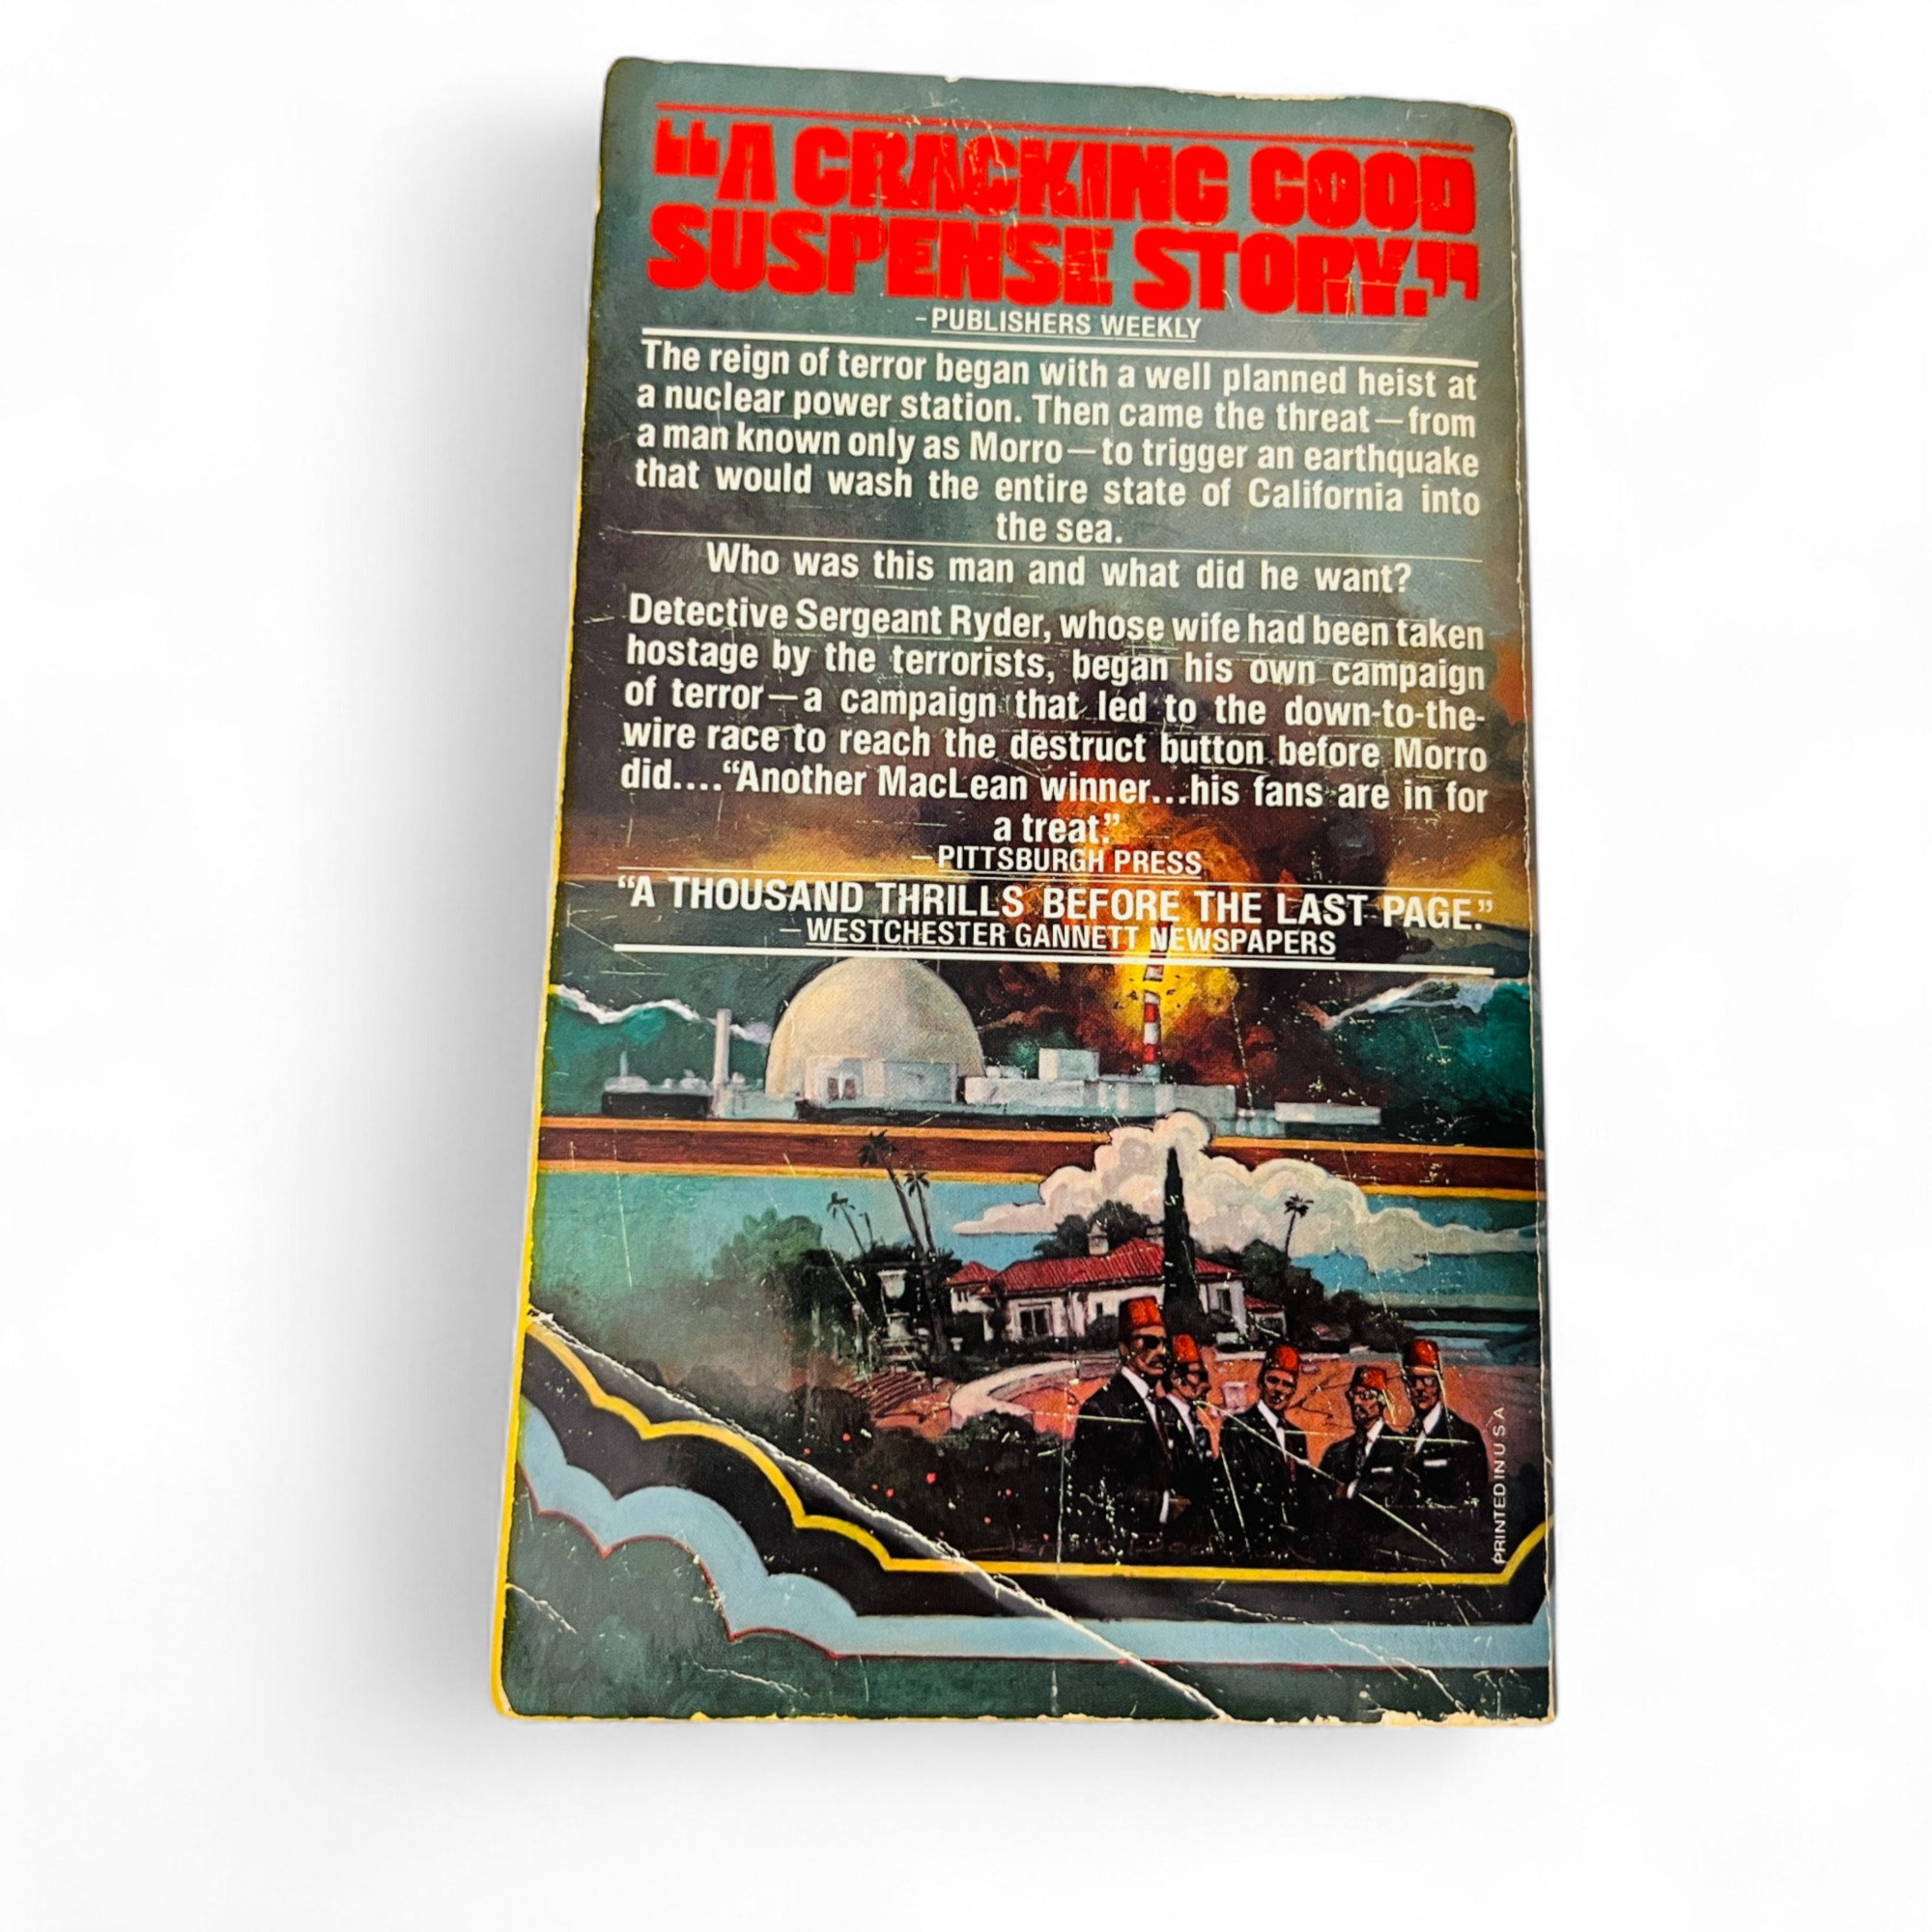 “A CRACKING GOOD
SUSPENSE STORY.”
-PUBLISHERS WEEKLY
The reign of terror began with a well planned heist at
a nuclear power station. Then came the threat—from
a man known only as Morro—to trigger an earthquake
that would wash the entire state of California into
the sea.
Who was this man and what did he want?
Detective Sergeant Ryder, whose wife had been taken
hostage by the terrorists, began his own campaign
of terror—a campaign that led to the down-to-the-
wire race to reach the destruct button before Morro
did....“Another MacLean winner...his fans are in for
a treat.”
—PITTSBURGH PRESS
“A THOUSAND THRILLS BEFORE THE LAST PAGE.”
—WESTCHESTER GANNETT NEWSPAPERS
PRINTED IN U.S.A.